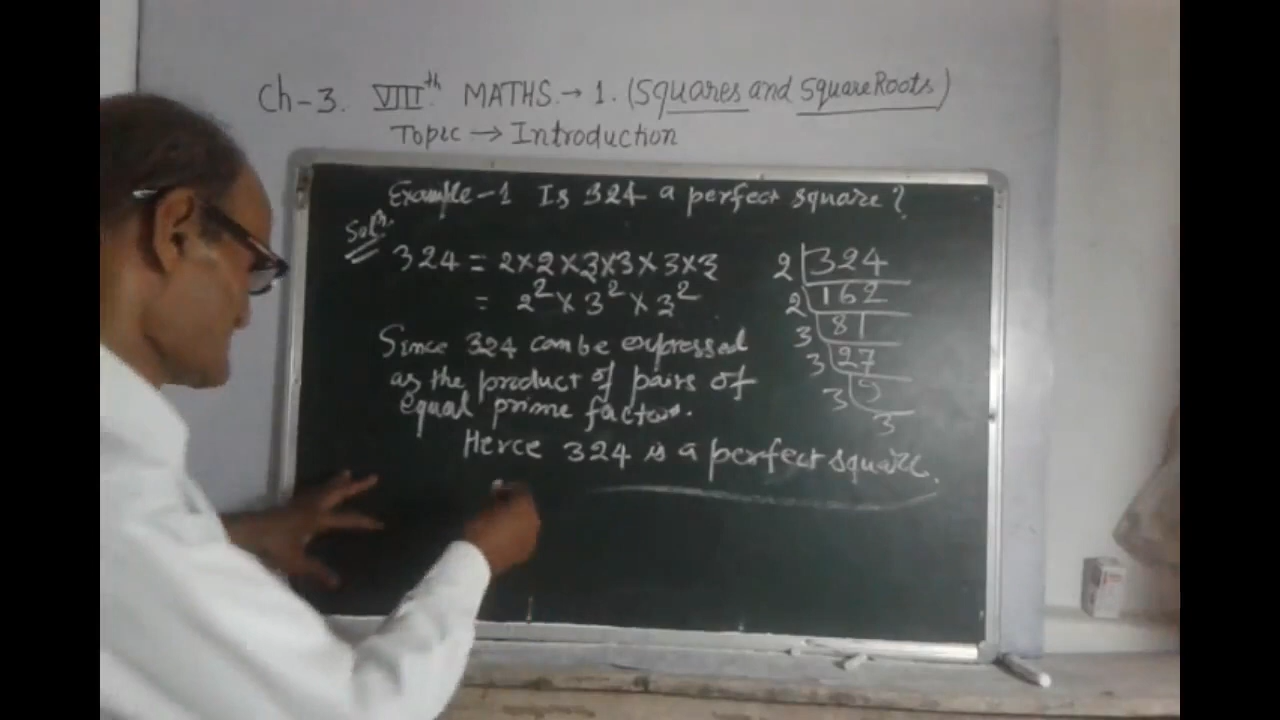 Ch-3. VIIIth. MATHS.→ 1. (Squares and Square Roots)
Topic → Introduction
Example-1 Is 324 a perfect square?
Soln.
324 = 2×2×3×3×3×3
= 2²×3²×3²
Since 324 can be expressed
as the product of pairs of
equal prime factors.
Herce 324 is a perfect square.
2 324
2 162
3 81
3 27
3 9
3